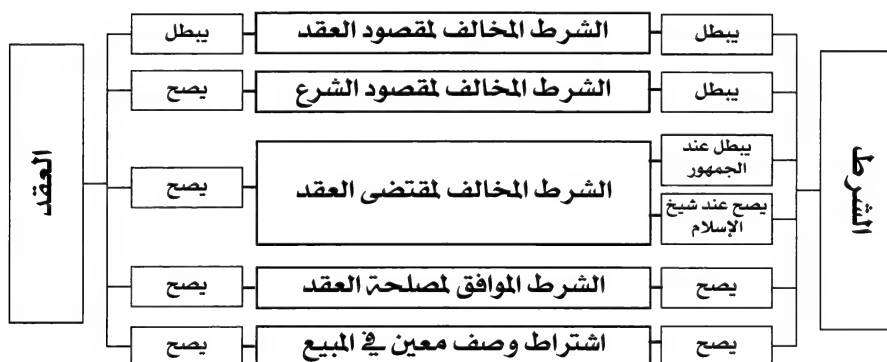 الشرط
يبطل
الشرط المخالف لمقصود العقد
يبطل
يبطل
الشرط المخالف لمقصود الشرع
يصح
يبطل عند
الجمهور
يصح عند شيخ
الإسلام
الشرط المخالف لمقتضى العقد
يصح
يصح
الشرط الموافق لمصلحة العقد
يصح
يصح
اشتراط وصف معين في المبيع
يصح
العقد